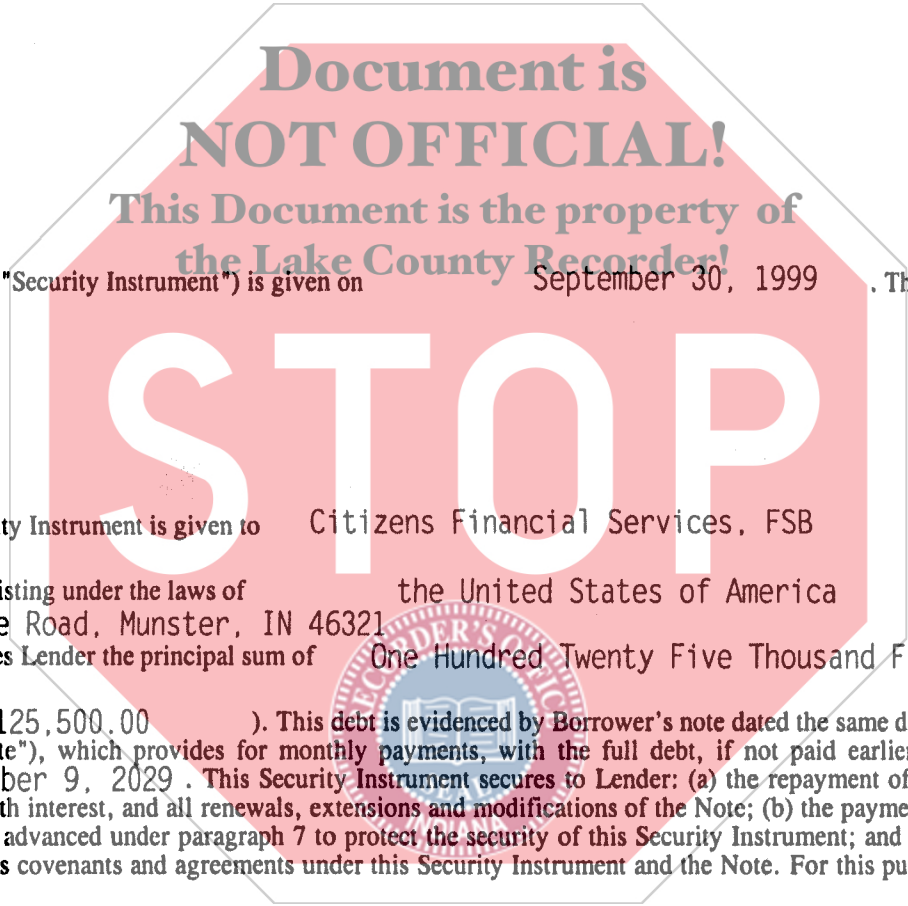 Document is
NOT OFFICIAL!
This Document is the property of
the Lake County Recorder!
"Security Instrument") is given on September 30, 1999 . Th
STOP
ty Instrument is given to Citizens Financial Services, FSB
isting under the laws of the United States of America
e Road, Munster, IN 46321
es Lender the principal sum of One Hundred Twenty Five Thousand F
RECORDER'S OFFICE
125,500.00 ). This debt is evidenced by Borrower's note dated the same d
te"), which provides for monthly payments, with the full debt, if not paid earlier
ber 9, 2029 . This Security Instrument secures to Lender: (a) the repayment of
SEAL
th interest, and all renewals, extensions and modifications of the Note; (b) the payme
advanced under paragraph 7 to protect the security of this Security Instrument; and
INDIANA
s covenants and agreements under this Security Instrument and the Note. For this pu